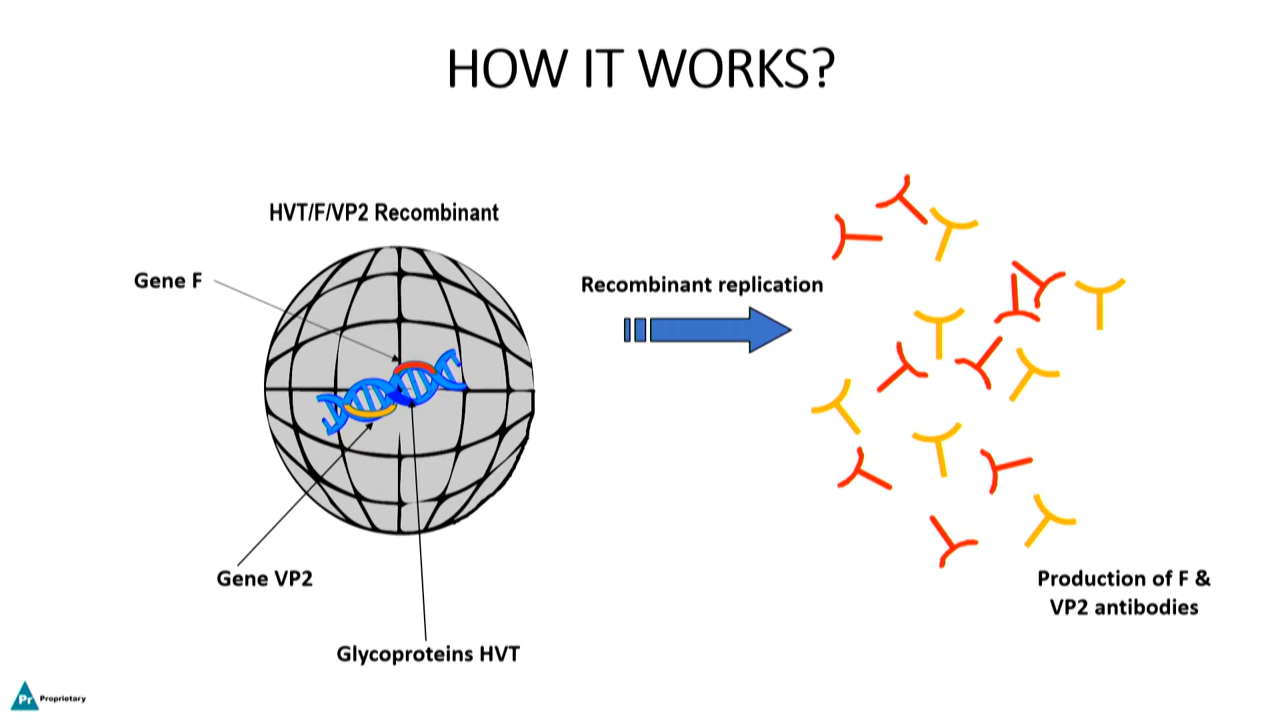 HOW IT WORKS?
HVT/F/VP2 Recombinant
Gene F
Recombinant replication
Gene VP2
Production of F &
VP2 antibodies
Glycoproteins HVT
Pr Proprietary